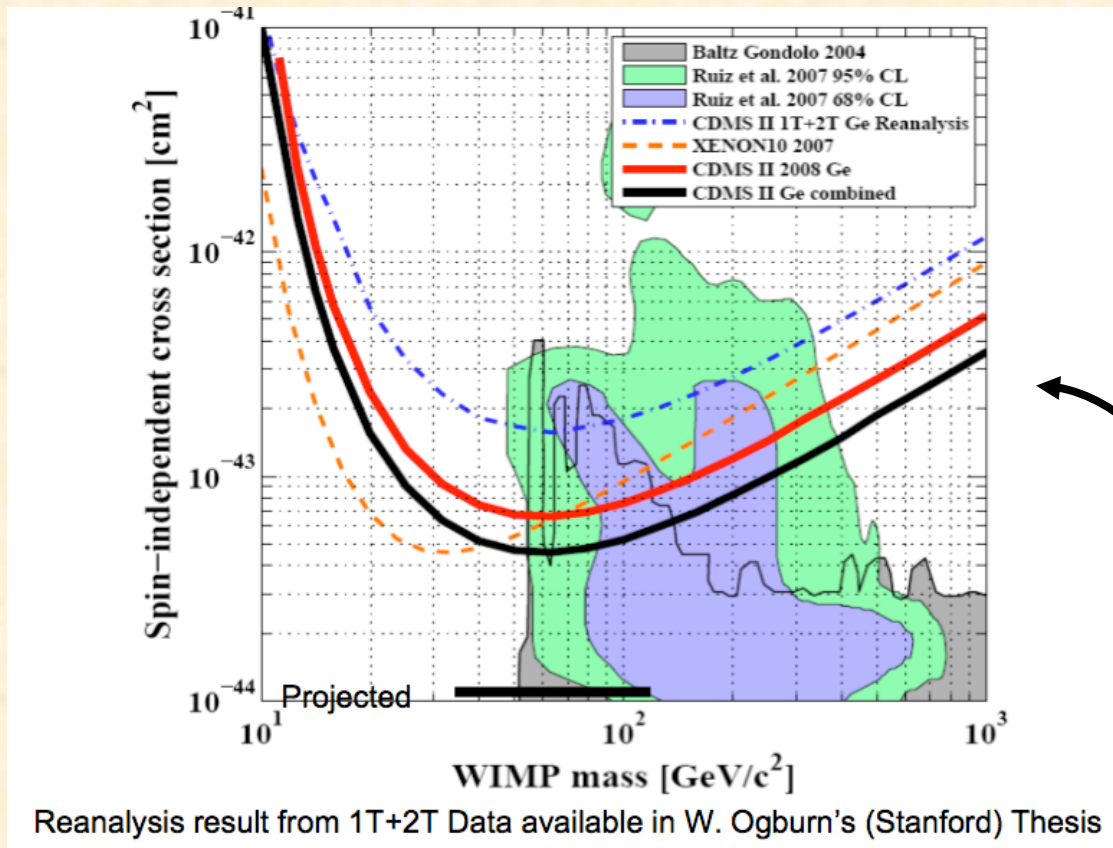 10−41
10−42
10−43
10−44
Spin−independent cross section [cm2]
Baltz Gondolo 2004
Ruiz et al. 2007 95% CL
Ruiz et al. 2007 68% CL
CDMS II 1T+2T Ge Reanalysis
XENON10 2007
CDMS II 2008 Ge
CDMS II Ge combined
Projected
101
102
103
WIMP mass [GeV/c2]
Reanalysis result from 1T+2T Data available in W. Ogburn's (Stanford) Thesis